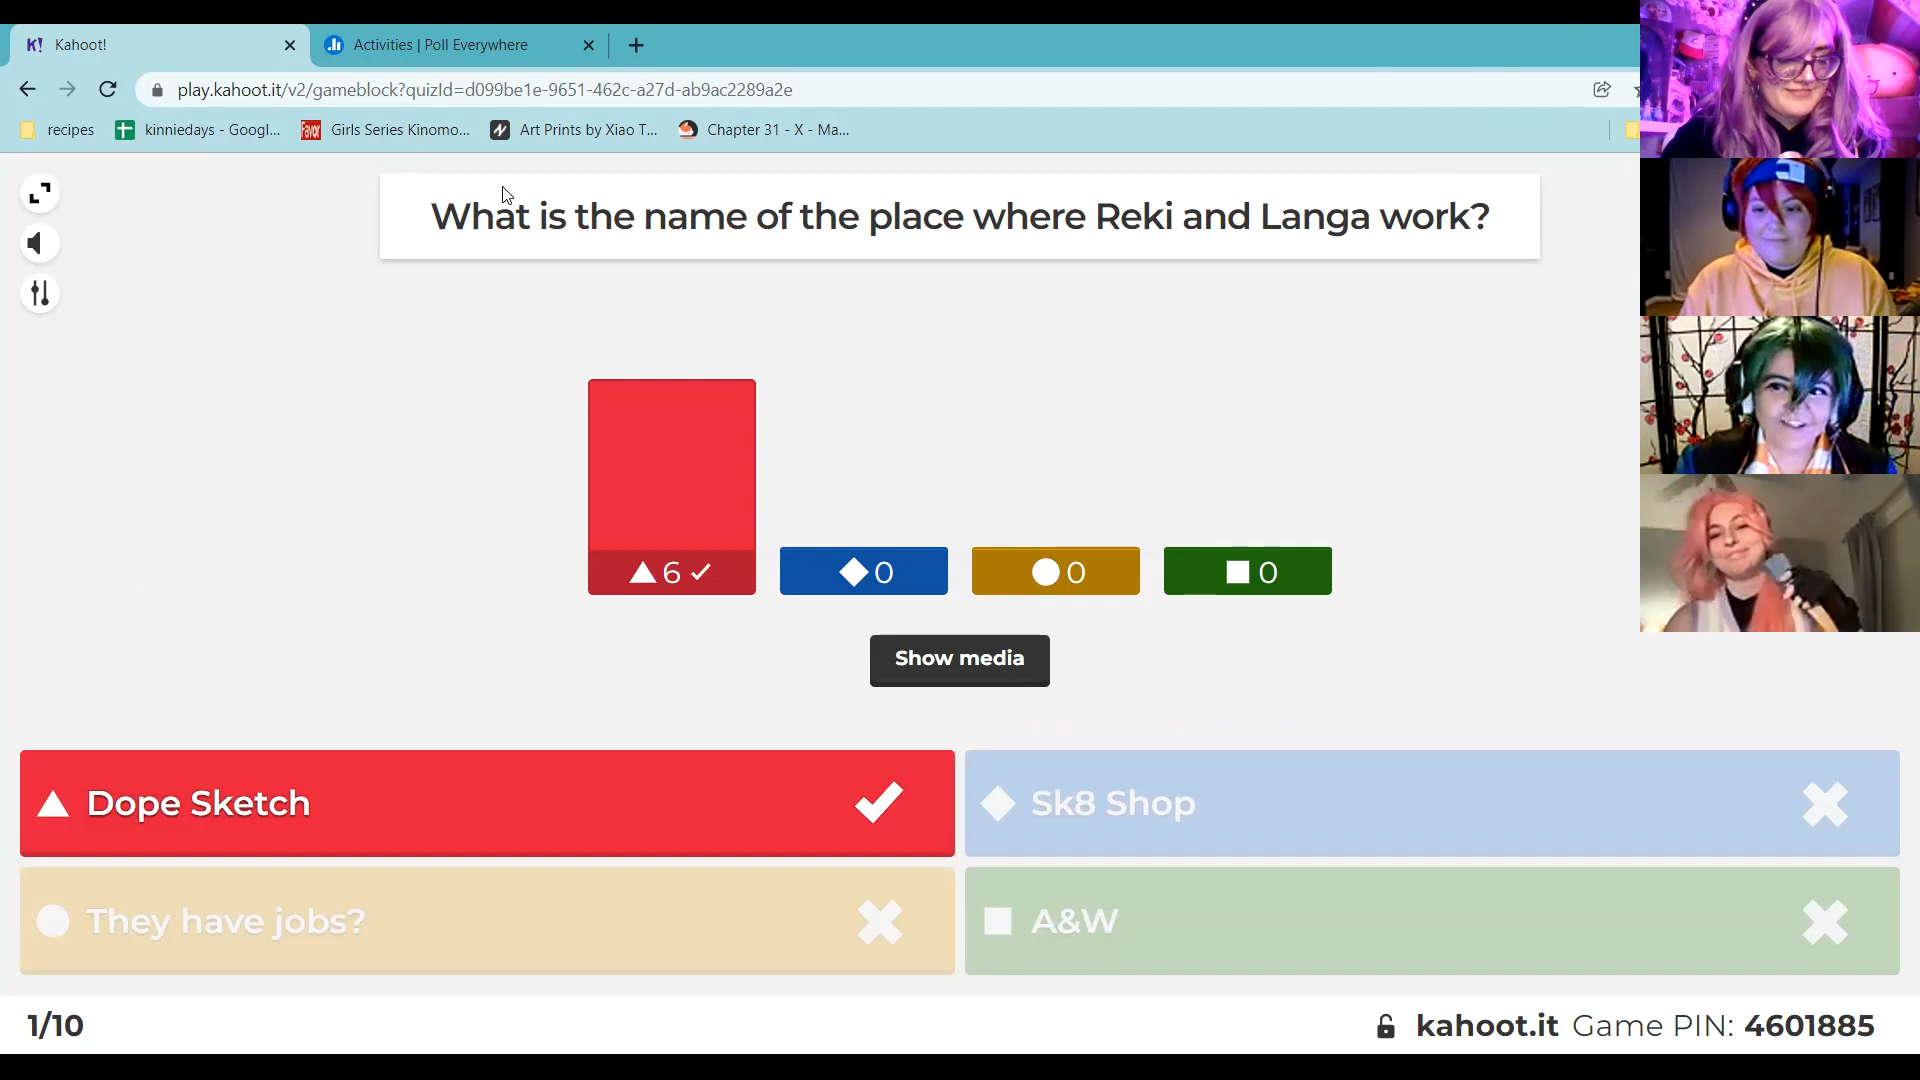 K! Kahoot!
Activities | Poll Everywhere
play.kahoot.it/v2/gameblock?quizId=d099be1e-9651-462c-a27d-ab9ac2289a2e
recipes
kinniedays - Googl...
Favor Girls Series Kinomo...
Art Prints by Xiao T...
Chapter 31 - X - Ma...
What is the name of the place where Reki and Langa work?
6
0
0
0
Show media
Dope Sketch
Sk8 Shop
They have jobs?
A&W
1/10
kahoot.it Game PIN: 4601885